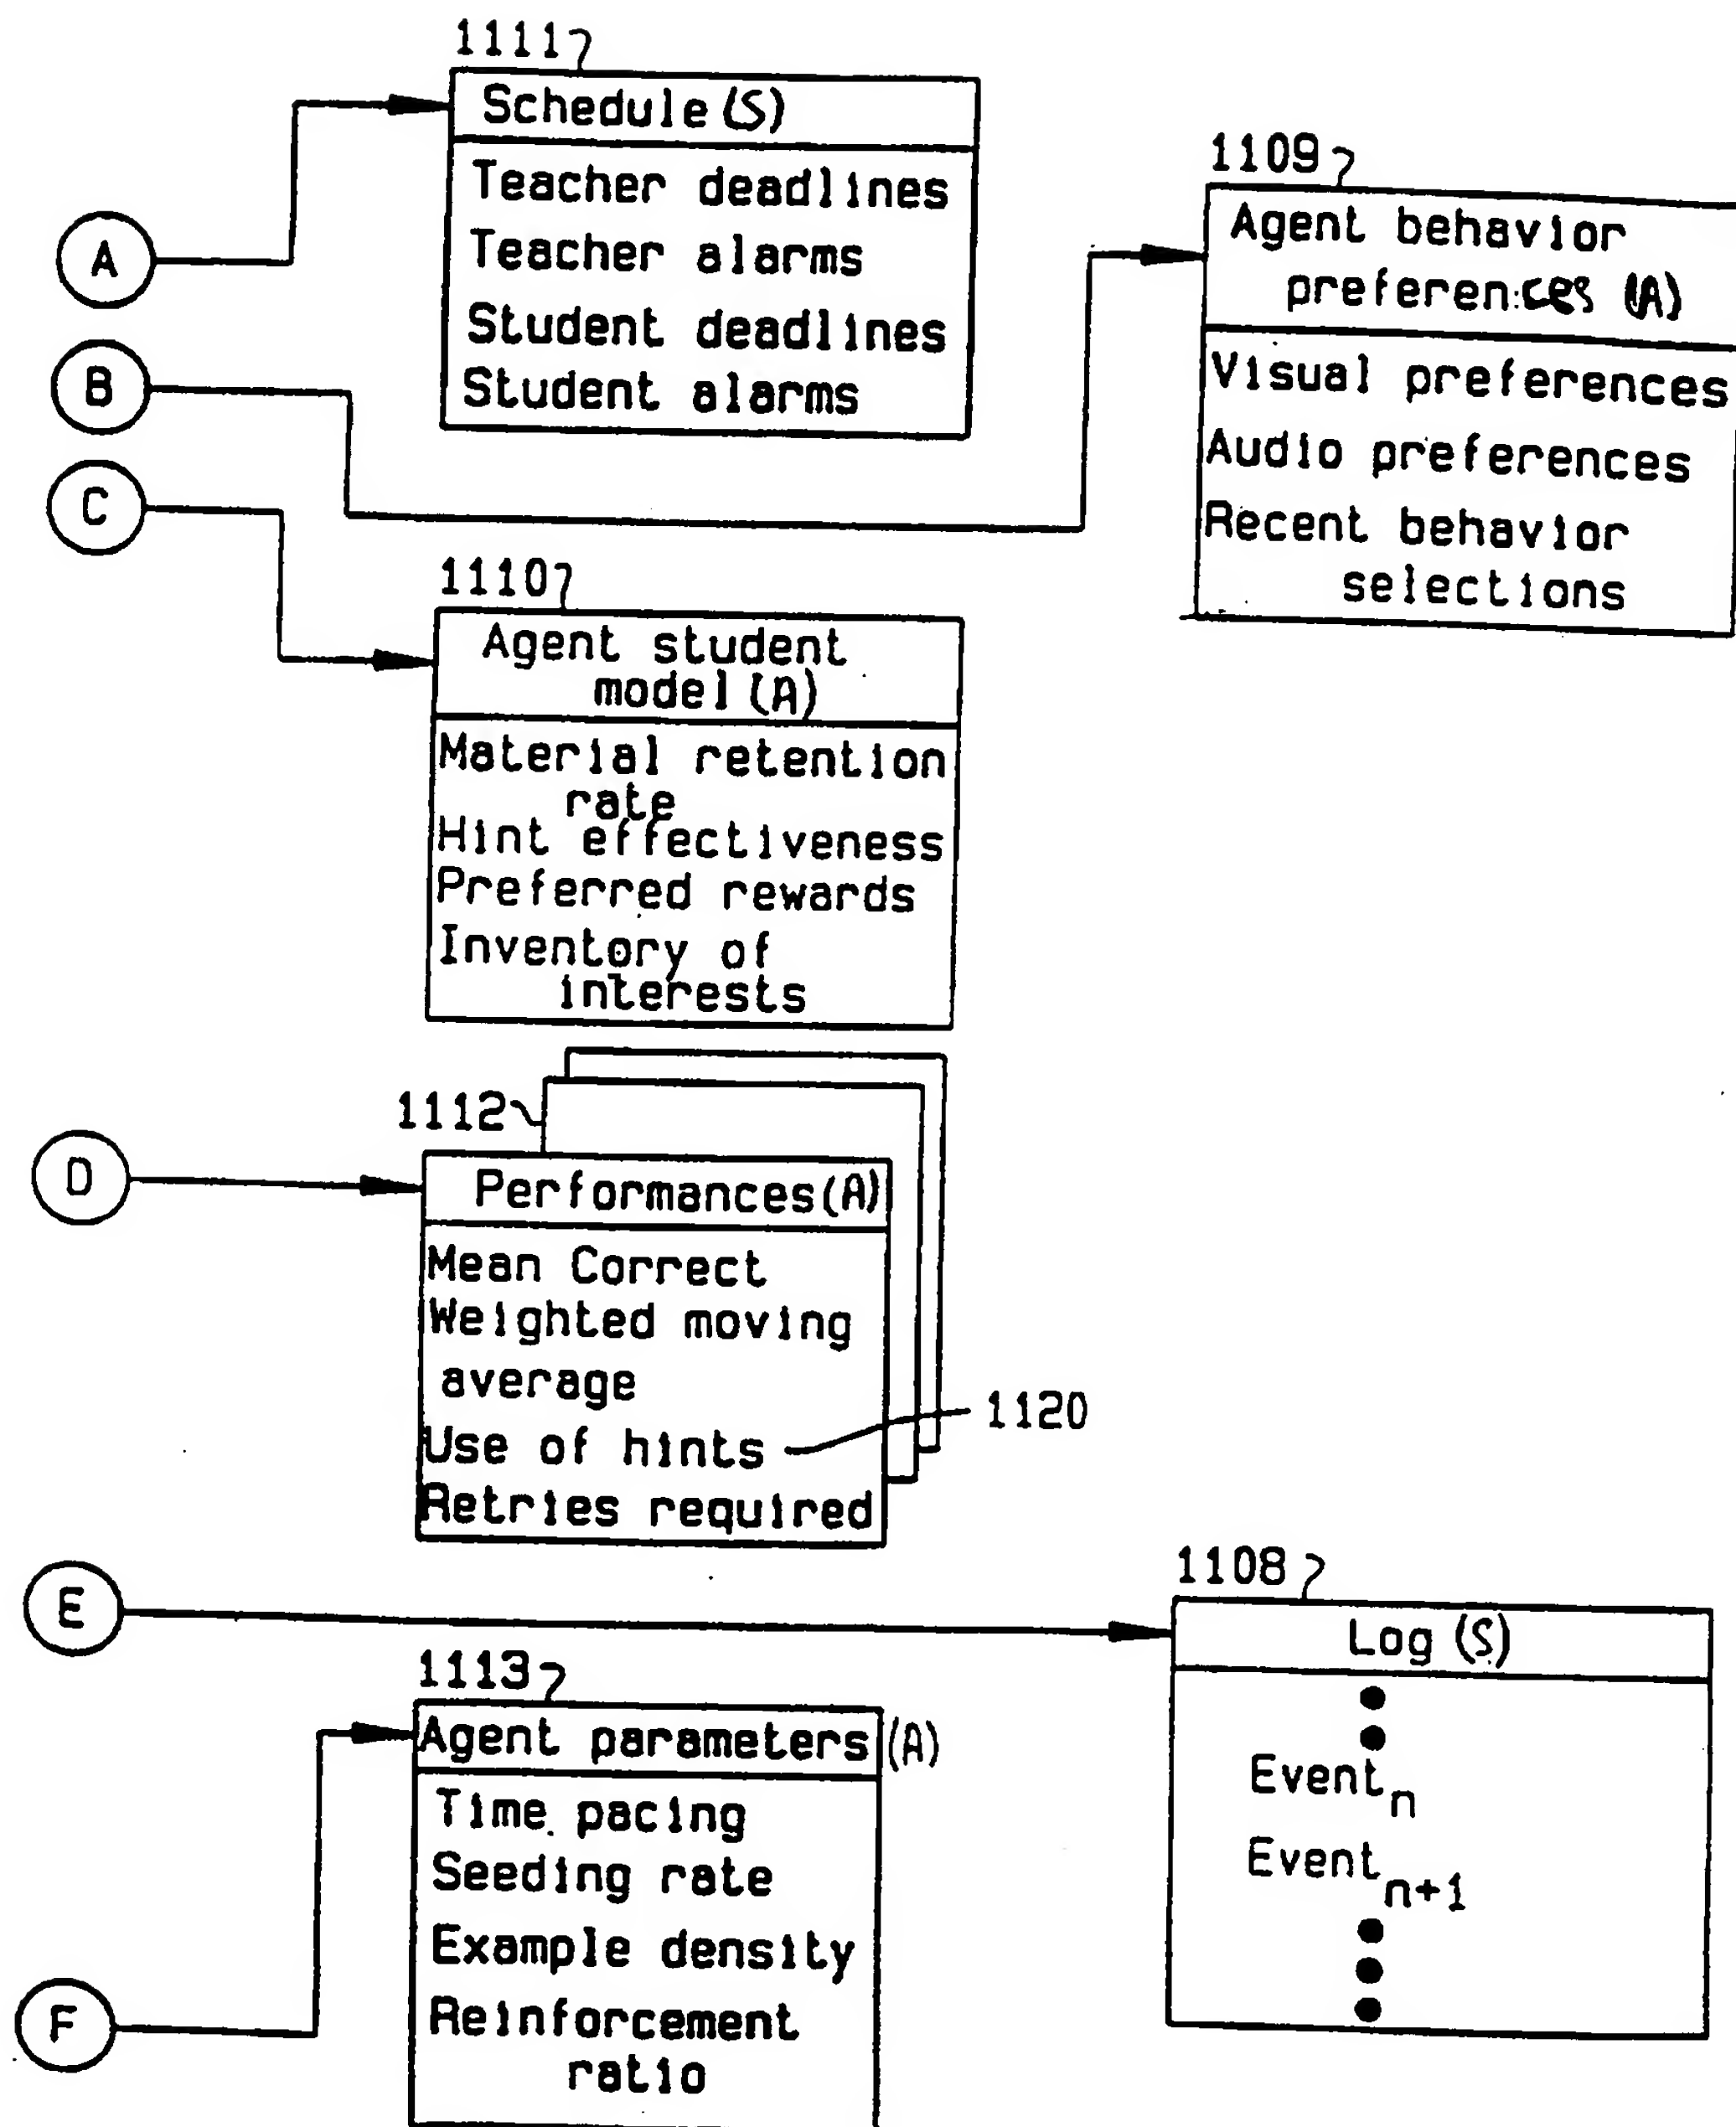 1111
Schedule (S)
Teacher deadlines
Teacher alarms
Student deadlines
Student alarms
A
B
C
1109
Agent behavior
preferences (A)
Visual preferences
Audio preferences
Recent behavior
selections
1110
Agent student
model (A)
Material retention
rate
Hint effectiveness
Preferred rewards
Inventory of
interests
1112
D
Performances (A)
Mean Correct
Weighted moving
average
Use of hints
1120
Retries required
E
1108
Log (S)
Event n
Event n+1
1113
Agent parameters (A)
Time pacing
Seeding rate
Example density
Reinforcement
ratio
F